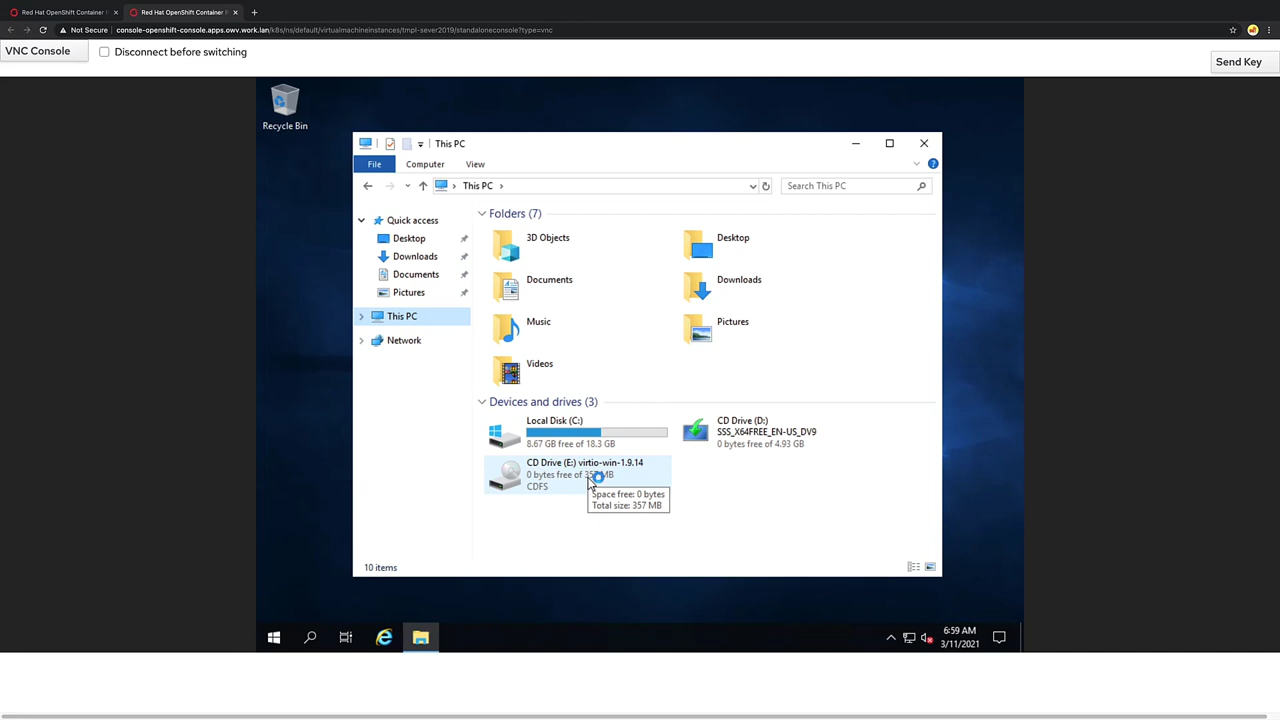 Red Hat OpenShift Container
Red Hat OpenShift Container
Not Secure
console-openshift-console.apps.owv.work.lan/k8s/ns/default/virtualmachineinstances/tmpl-sever2019/standaloneconsole?type=vnc
VNC Console
Disconnect before switching
Send Key
Recycle Bin
This PC
File
Computer
View
This PC
Search This PC
Quick access
Desktop
Downloads
Documents
Pictures
This PC
Network
Folders (7)
3D Objects
Desktop
Documents
Downloads
Music
Pictures
Videos
Devices and drives (3)
Local Disk (C:)
8.67 GB free of 18.3 GB
CD Drive (D:)
SSS_X64FREE_EN-US_DV9
0 bytes free of 4.93 GB
CD Drive (E:) virtio-win-1.9.14
0 bytes free of 357 MB
CDFS
Space free: 0 bytes
Total size: 357 MB
10 items
6:59 AM
3/11/2021